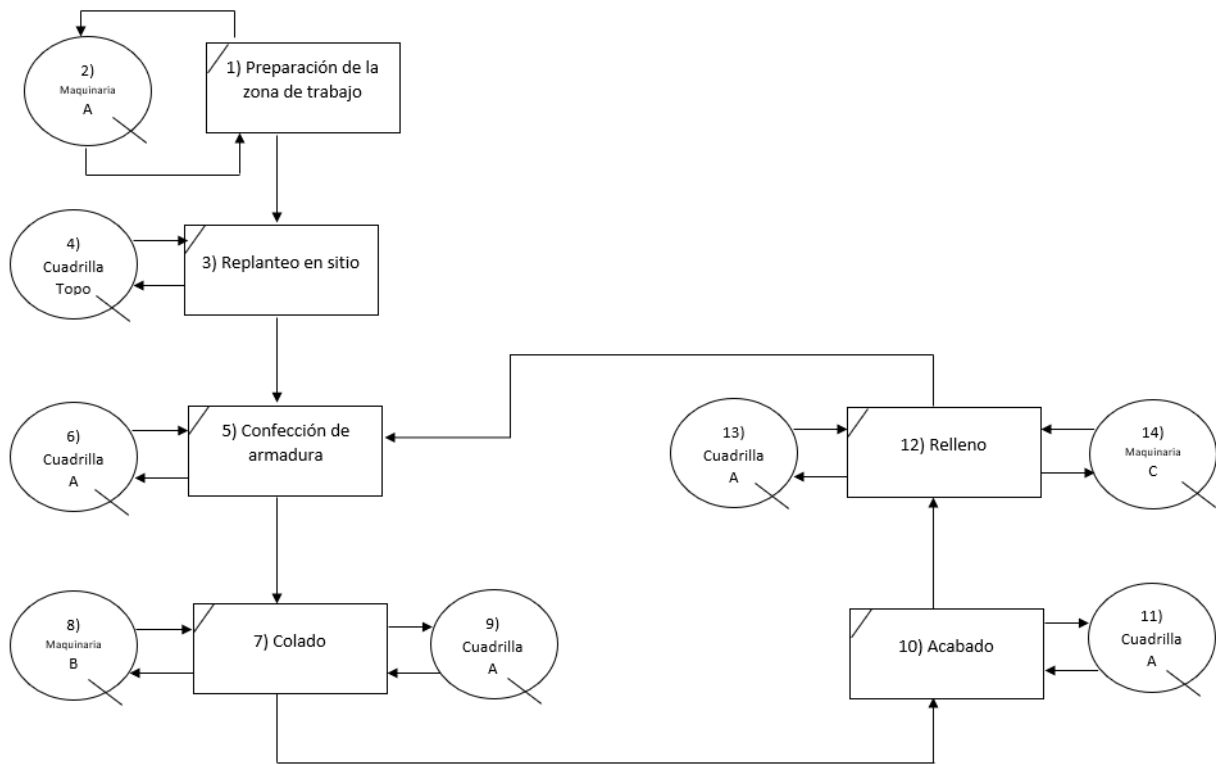 2)
Maquinaria
A
1) Preparación de la
zona de trabajo
4)
Cuadrilla
Topo
3) Replanteo en sitio
6)
Cuadrilla
A
5) Confección de
armadura
13)
Cuadrilla
A
12) Relleno
14)
Maquinaria
C
8)
Maquinaria
B
7) Colado
9)
Cuadrilla
A
10) Acabado
11)
Cuadrilla
A